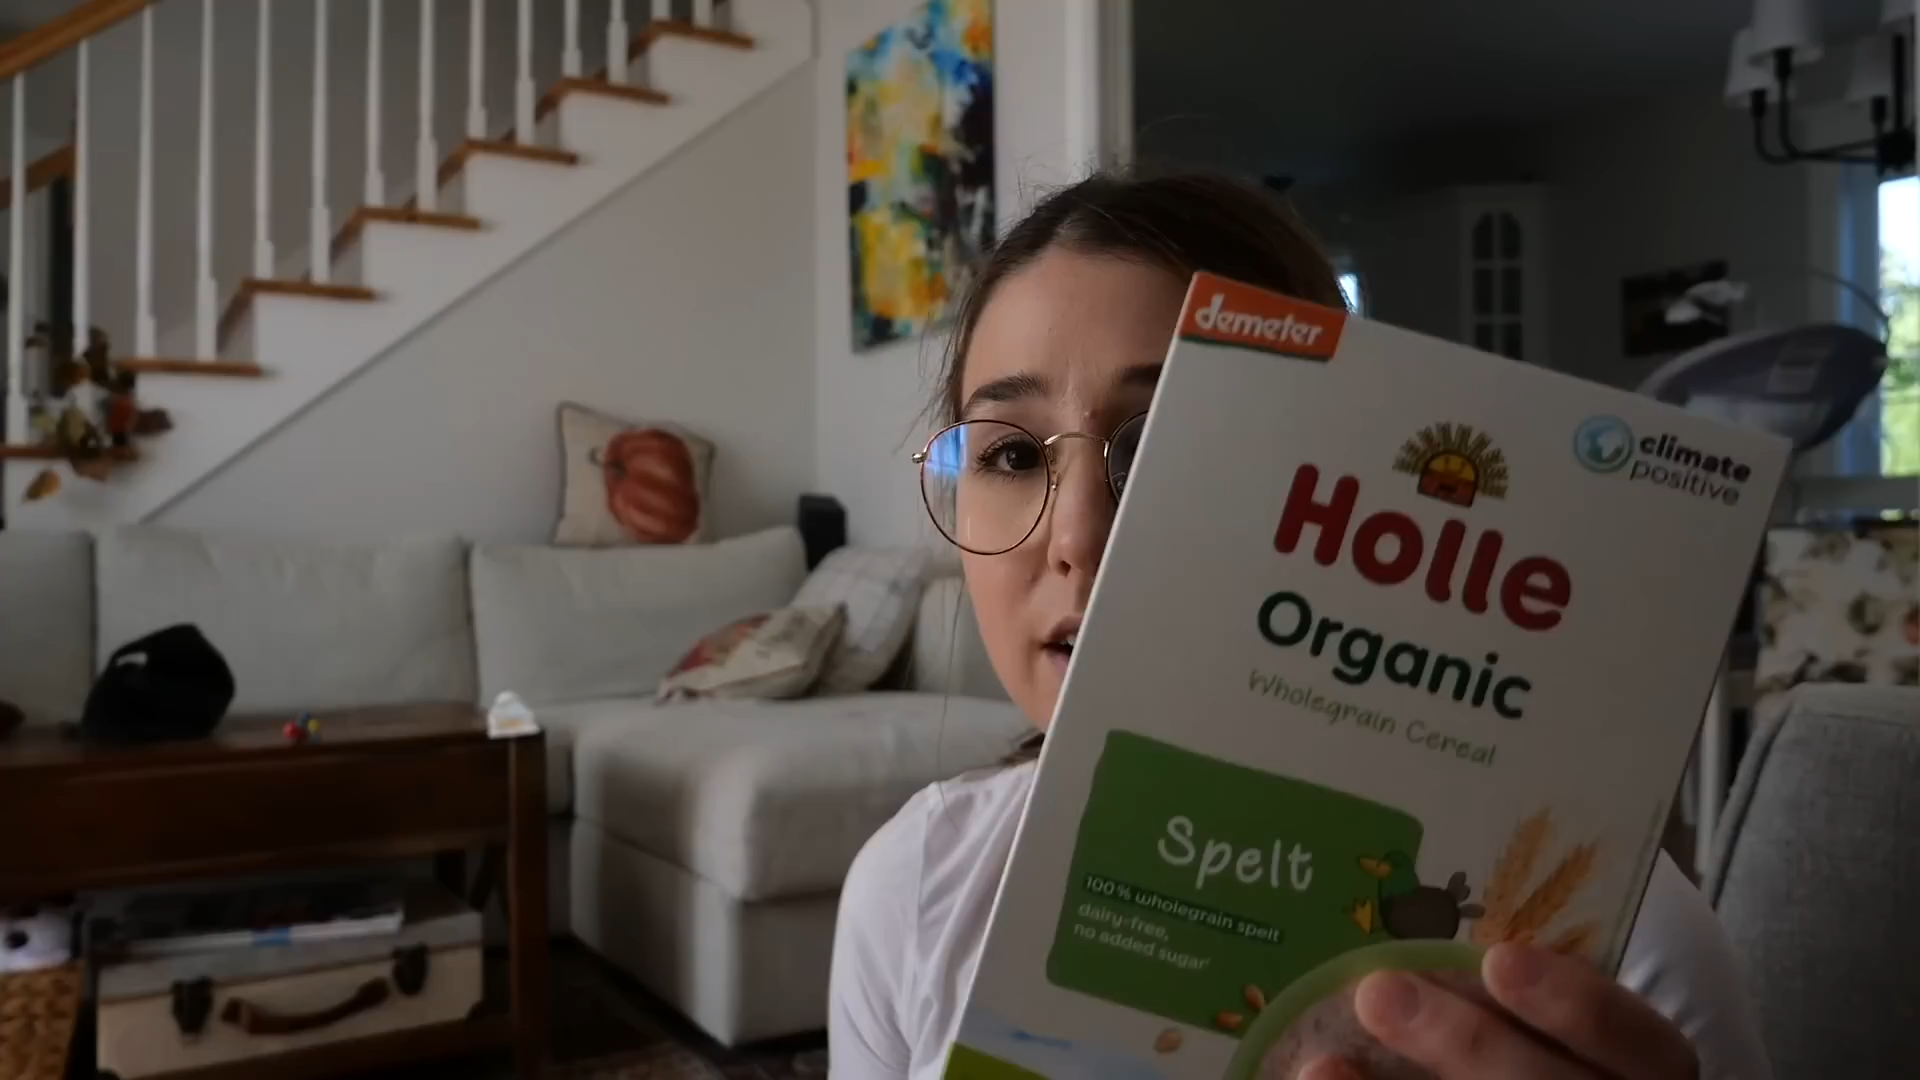 demeter
climate
positive
Holle
Organic
Wholegrain Cereal
Spelt
100% wholegrain spelt
dairy-free,
no added sugar